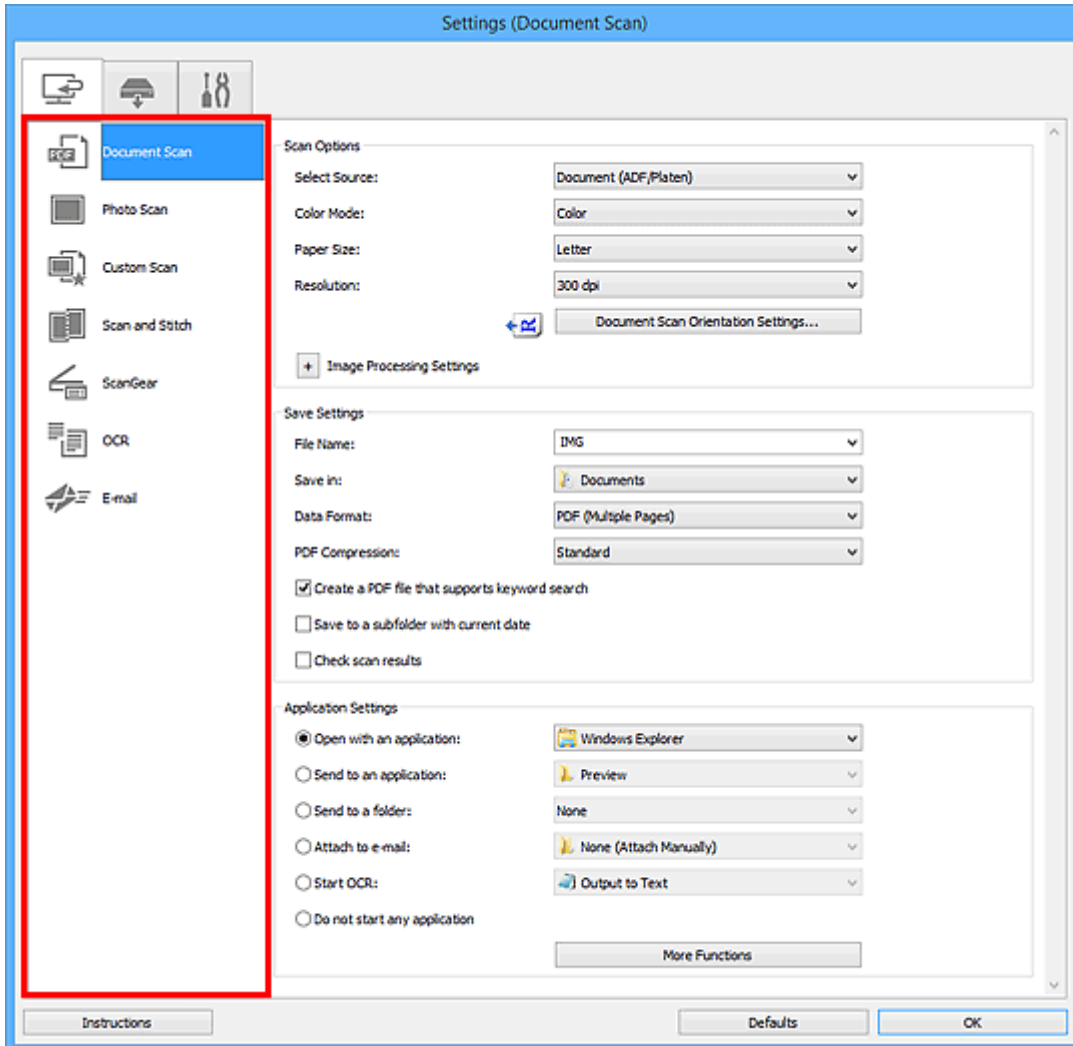 Settings (Document Scan)
PDF
Document Scan
Photo Scan
Custom Scan
Scan and Stitch
ScanGear
OCR
E-mail
Scan Options
Select Source: Document (ADF/Platen)
Color Mode: Color
Paper Size: Letter
Resolution: 300 dpi
R Document Scan Orientation Settings...
+ Image Processing Settings
Save Settings
File Name: IMG
Save in: Documents
Data Format: PDF (Multiple Pages)
PDF Compression: Standard
Create a PDF file that supports keyword search
Save to a subfolder with current date
Check scan results
Application Settings
Open with an application: Windows Explorer
Send to an application: Preview
Send to a folder: None
Attach to e-mail: None (Attach Manually)
Start OCR: Output to Text
Do not start any application
More Functions
Instructions Defaults OK